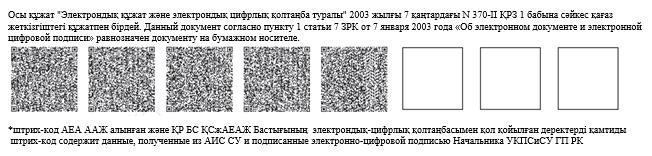 Осы құжат "Электрондық құжат және электрондық цифрлық қолтаңба туралы" 2003 жылғы 7 қаңтардағы N 370-II ҚРЗ 1 бабына сәйкес қағаз
жеткізгіштегі құжатпен бірдей. Данный документ согласно пункту 1 статьи 7 ЗРК от 7 января 2003 года «Об электронном документе и электронной
цифровой подписи» равнозначен документу на бумажном носителе.
*штрих-код АЕА ААЖ алынған және ҚР БС ҚСжАЕАЖ Бастығының электрондық-цифрлық қолтаңбасымен қол қойылған деректерді қамтиды
штрих-код содержит данные, полученные из АИС СУ и подписанные электронно-цифровой подписью Начальника УКПСиСУ ГП РК